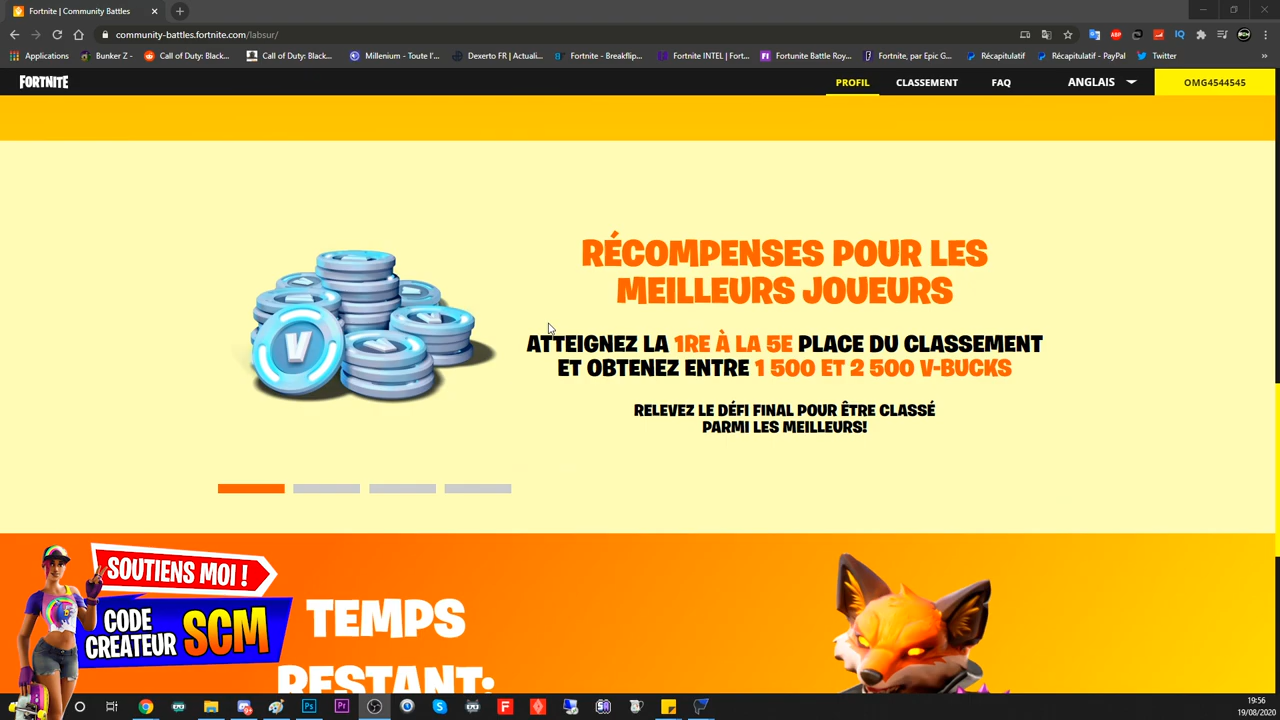 Fortnite | Community Battles
community-battles.fortnite.com/labsur/
Applications
Bunker Z -
Call of Duty: Black...
Call of Duty: Black...
Millenium - Toute l'...
Dexerto FR | Actuali...
Fortnite - Breakflip...
Fortnite INTEL | Fort...
Fortunite Battle Roy...
Fortnite, par Epic G...
Récapitulatif - PayPal
Twitter
FORTNITE
PROFIL
CLASSEMENT
FAQ
ANGLAIS
OMG4544545
RÉCOMPENSES POUR LES
MEILLEURS JOUEURS
ATTEIGNEZ LA 1RE À LA 5E PLACE DU CLASSEMENT
ET OBTENEZ ENTRE 1 500 ET 2 500 V-BUCKS
RELEVEZ LE DÉFI FINAL POUR ÊTRE CLASSÉ
PARMI LES MEILLEURS!
SOUTIENS MOI !
CODE
CREATEUR SCM
TEMPS
RESTANT:
19:56
19/08/2020